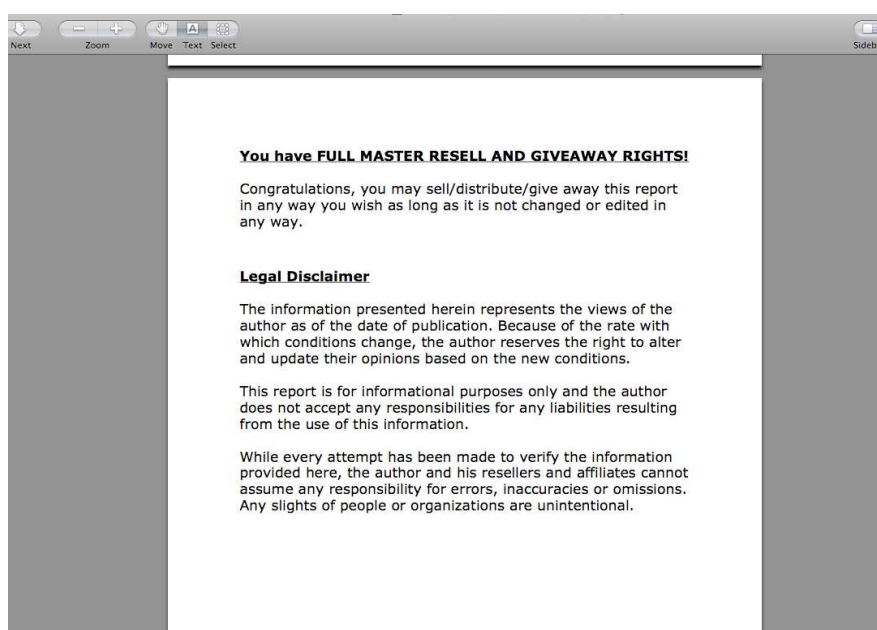 Next Zoom Move Text Select
You have FULL MASTER RESELL AND GIVEAWAY RIGHTS!
Congratulations, you may sell/distribute/give away this report
in any way you wish as long as it is not changed or edited in
any way.
Legal Disclaimer
The information presented herein represents the views of the
author as of the date of publication. Because of the rate with
which conditions change, the author reserves the right to alter
and update their opinions based on the new conditions.
This report is for informational purposes only and the author
does not accept any responsibilities for any liabilities resulting
from the use of this information.
While every attempt has been made to verify the information
provided here, the author and his resellers and affiliates cannot
assume any responsibility for errors, inaccuracies or omissions.
Any slights of people or organizations are unintentional.